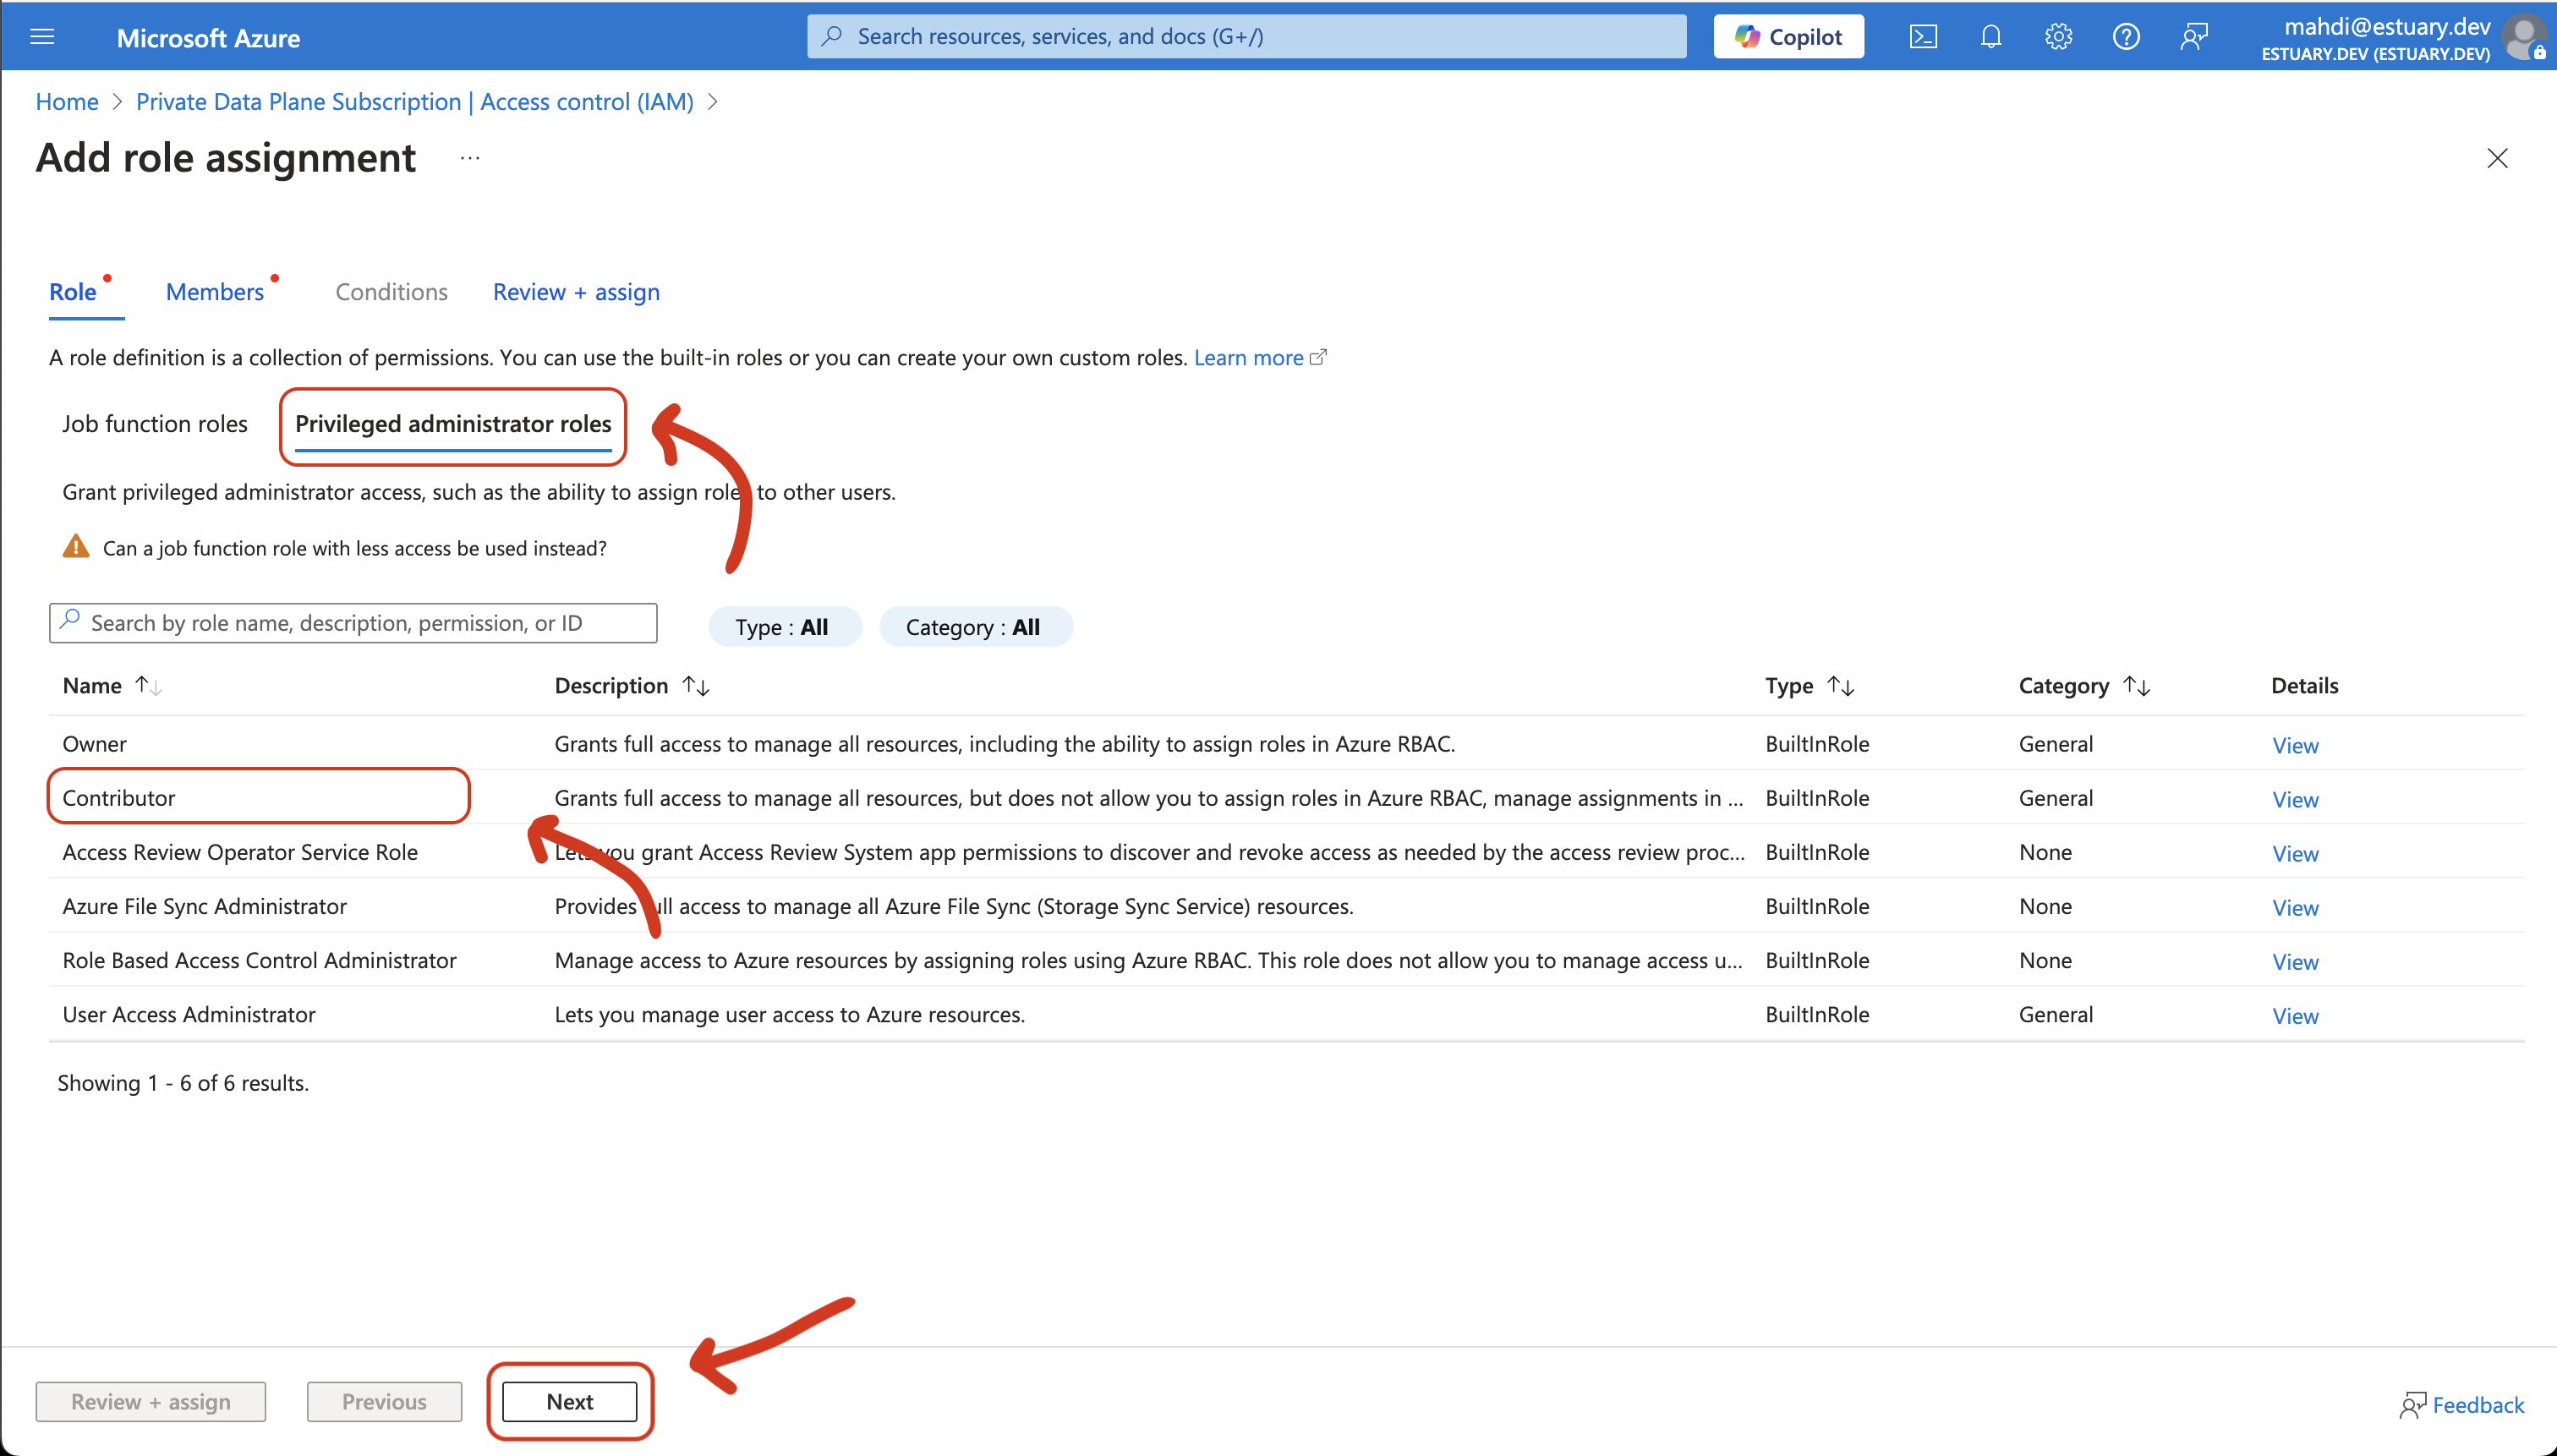 Microsoft Azure
Search resources, services, and docs (G+/)
Copilot
mahdi@estuary.dev
ESTUARY.DEV (ESTUARY.DEV)
Home > Private Data Plane Subscription | Access control (IAM) >
Add role assignment ...
Role Members Conditions Review + assign
A role definition is a collection of permissions. You can use the built-in roles or you can create your own custom roles. Learn more
Job function roles Privileged administrator roles
Grant privileged administrator access, such as the ability to assign role to other users.
Can a job function role with less access be used instead?
Search by role name, description, permission, or ID
Type : All
Category : All
Name Description Type Category Details
Owner Grants full access to manage all resources, including the ability to assign roles in Azure RBAC. BuiltInRole General View
Contributor Grants full access to manage all resources, but does not allow you to assign roles in Azure RBAC, manage assignments in ... BuiltInRole General View
Access Review Operator Service Role Lets you grant Access Review System app permissions to discover and revoke access as needed by the access review proc... BuiltInRole None View
Azure File Sync Administrator Provides full access to manage all Azure File Sync (Storage Sync Service) resources. BuiltInRole None View
Role Based Access Control Administrator Manage access to Azure resources by assigning roles using Azure RBAC. This role does not allow you to manage access u... BuiltInRole None View
User Access Administrator Lets you manage user access to Azure resources. BuiltInRole General View
Showing 1 - 6 of 6 results.
Review + assign Previous Next Feedback